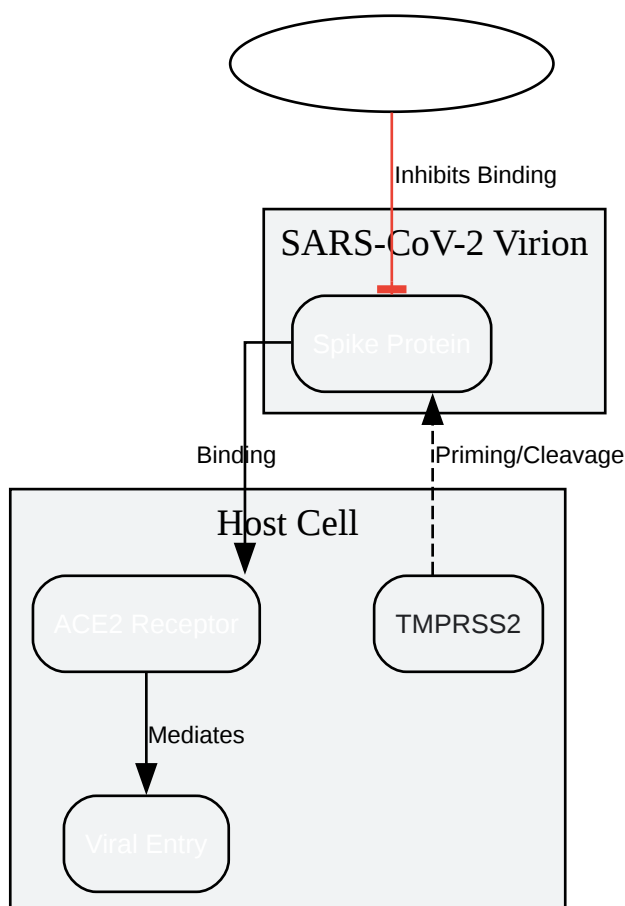 Inhibits Binding
SARS-CoV-2 Virion
Spike Protein
Binding
Priming/Cleavage
Host Cell
ACE2 Receptor
TMPRSS2
Mediates
Viral Entry